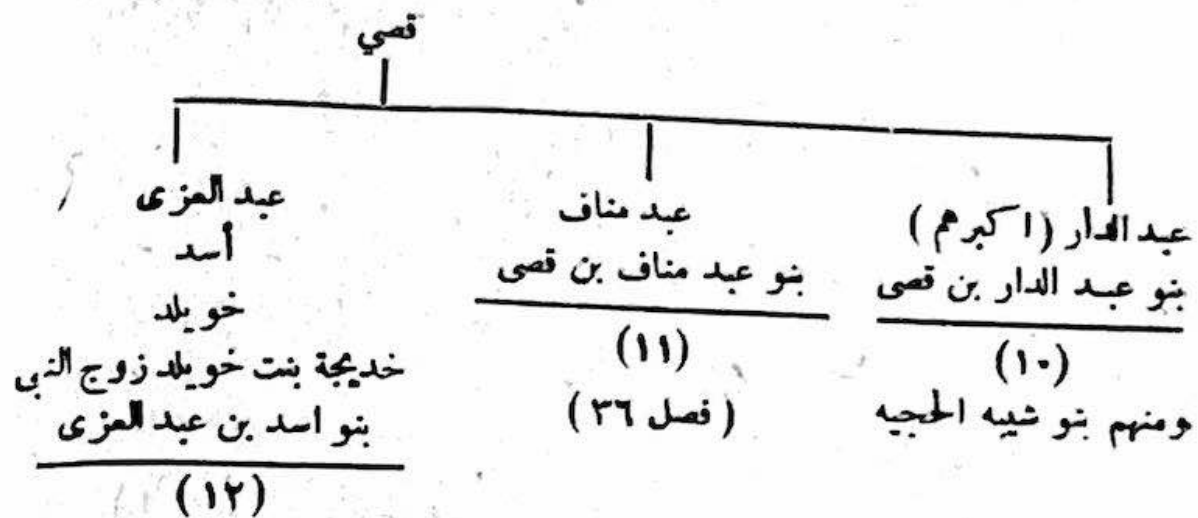 قصي
عبد الدار (اكبرهم)
بنو عبد الدار بن قصى
(١٠)
ومنهم بنو شيبه الحجيه
عبد مناف
بنو عبد مناف بن قصى
(١١)
(فصل ٣٦)
عبد العزى
أسد
خويلد
خديجة بنت خويلد زوج النبى
بنو اسد بن عبد العزى
(١٢)